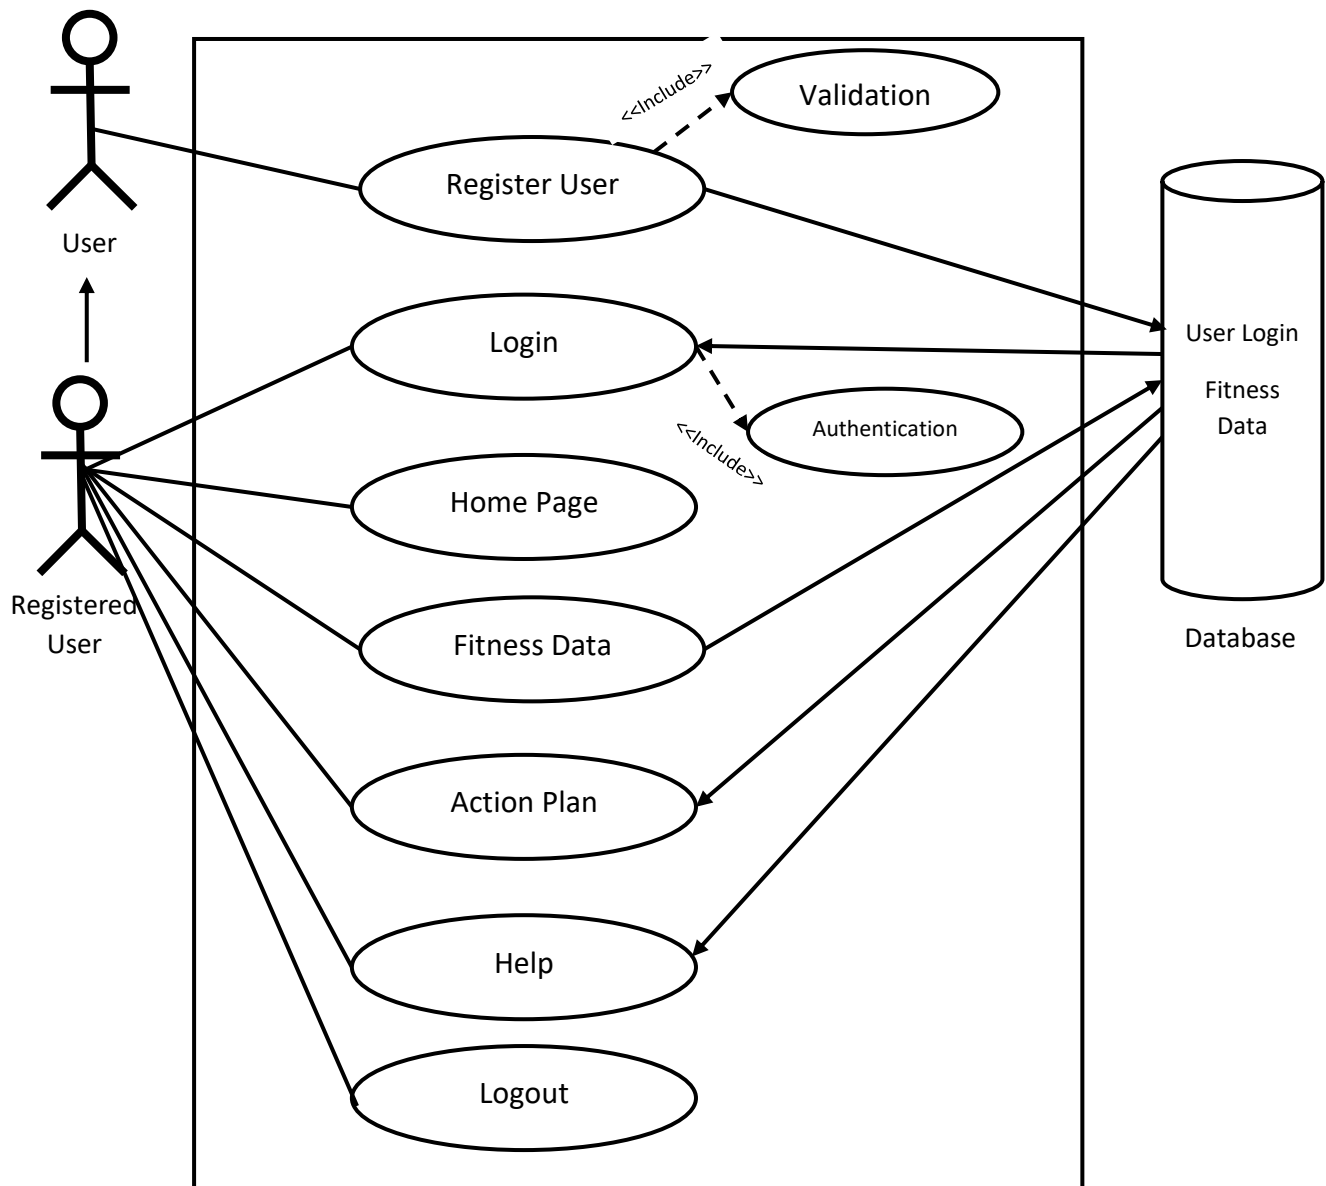 <<Include>>
Validation
Register User
User
Login
User Login
Fitness
Data
<<Include>>
Authentication
Home Page
Registered
User
Fitness Data
Database
Action Plan
Help
Logout